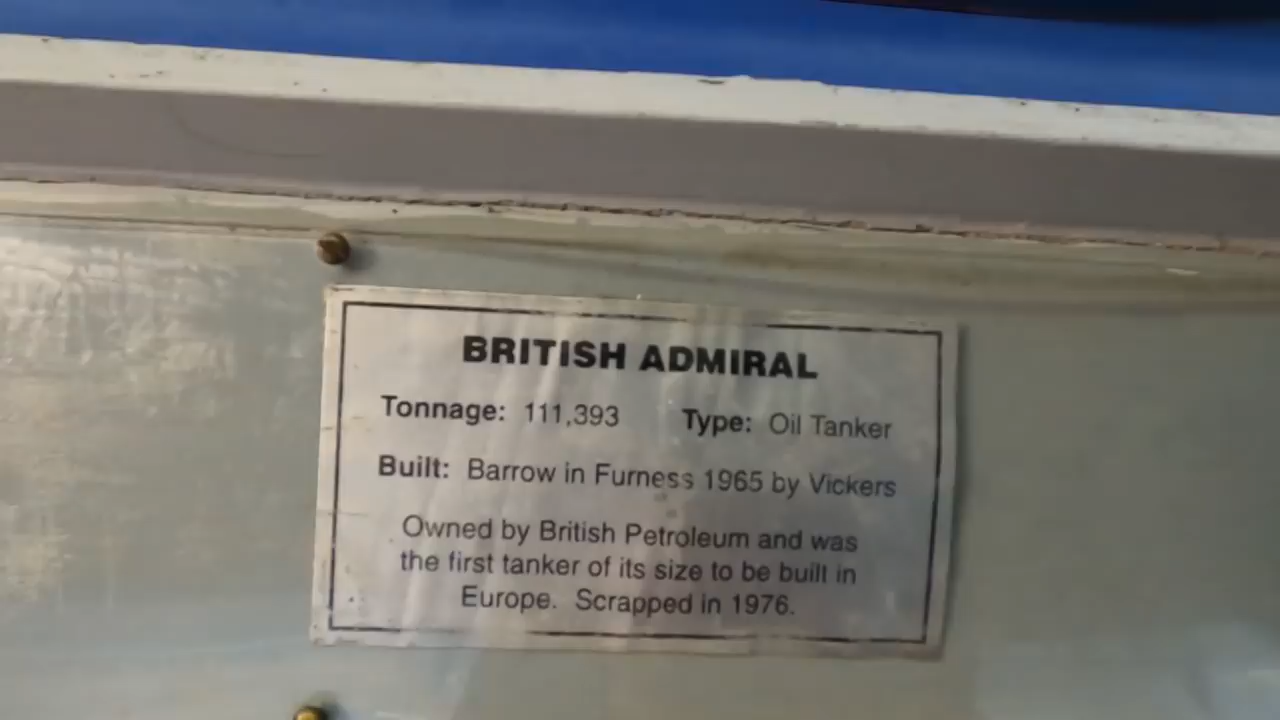 BRITISH ADMIRAL
Tonnage: 111,393 Type: Oil Tanker
Built: Barrow in Furness 1965 by Vickers
Owned by British Petroleum and was
the first tanker of its size to be built in
Europe. Scrapped in 1976.